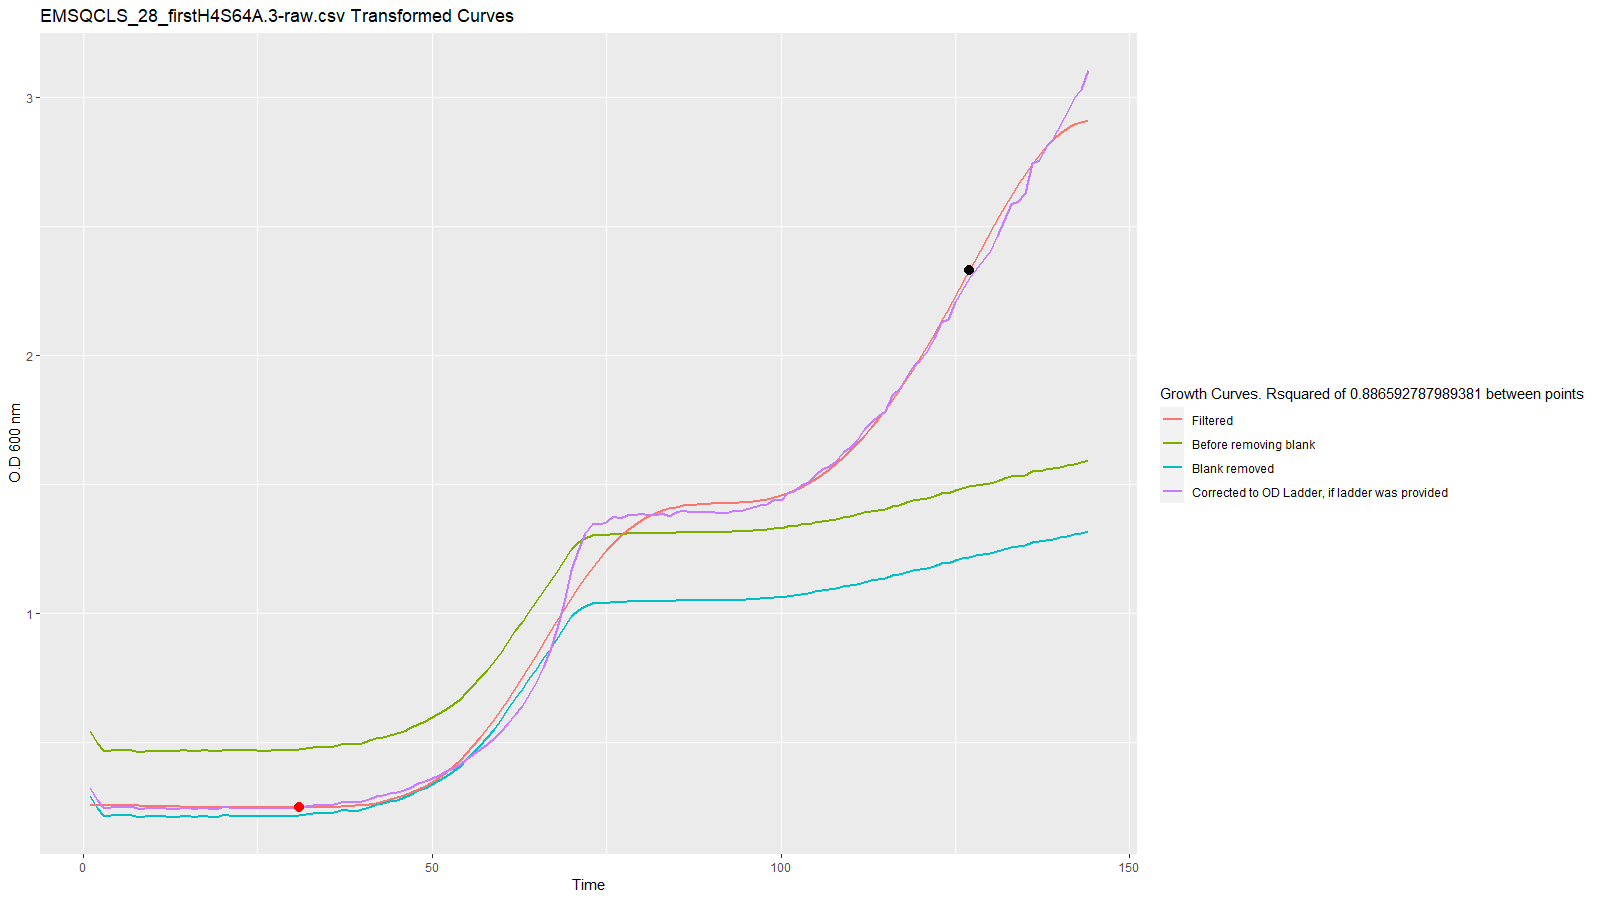 EMSQCLS_28_firstH4S64A.3-raw.csv Transformed Curves
3
2
1
O.D 600 nm
0
50
100
150
Time
Growth Curves. Rsquared of 0.886592787989381 between points
Filtered
Before removing blank
Blank removed
Corrected to OD Ladder, if ladder was provided